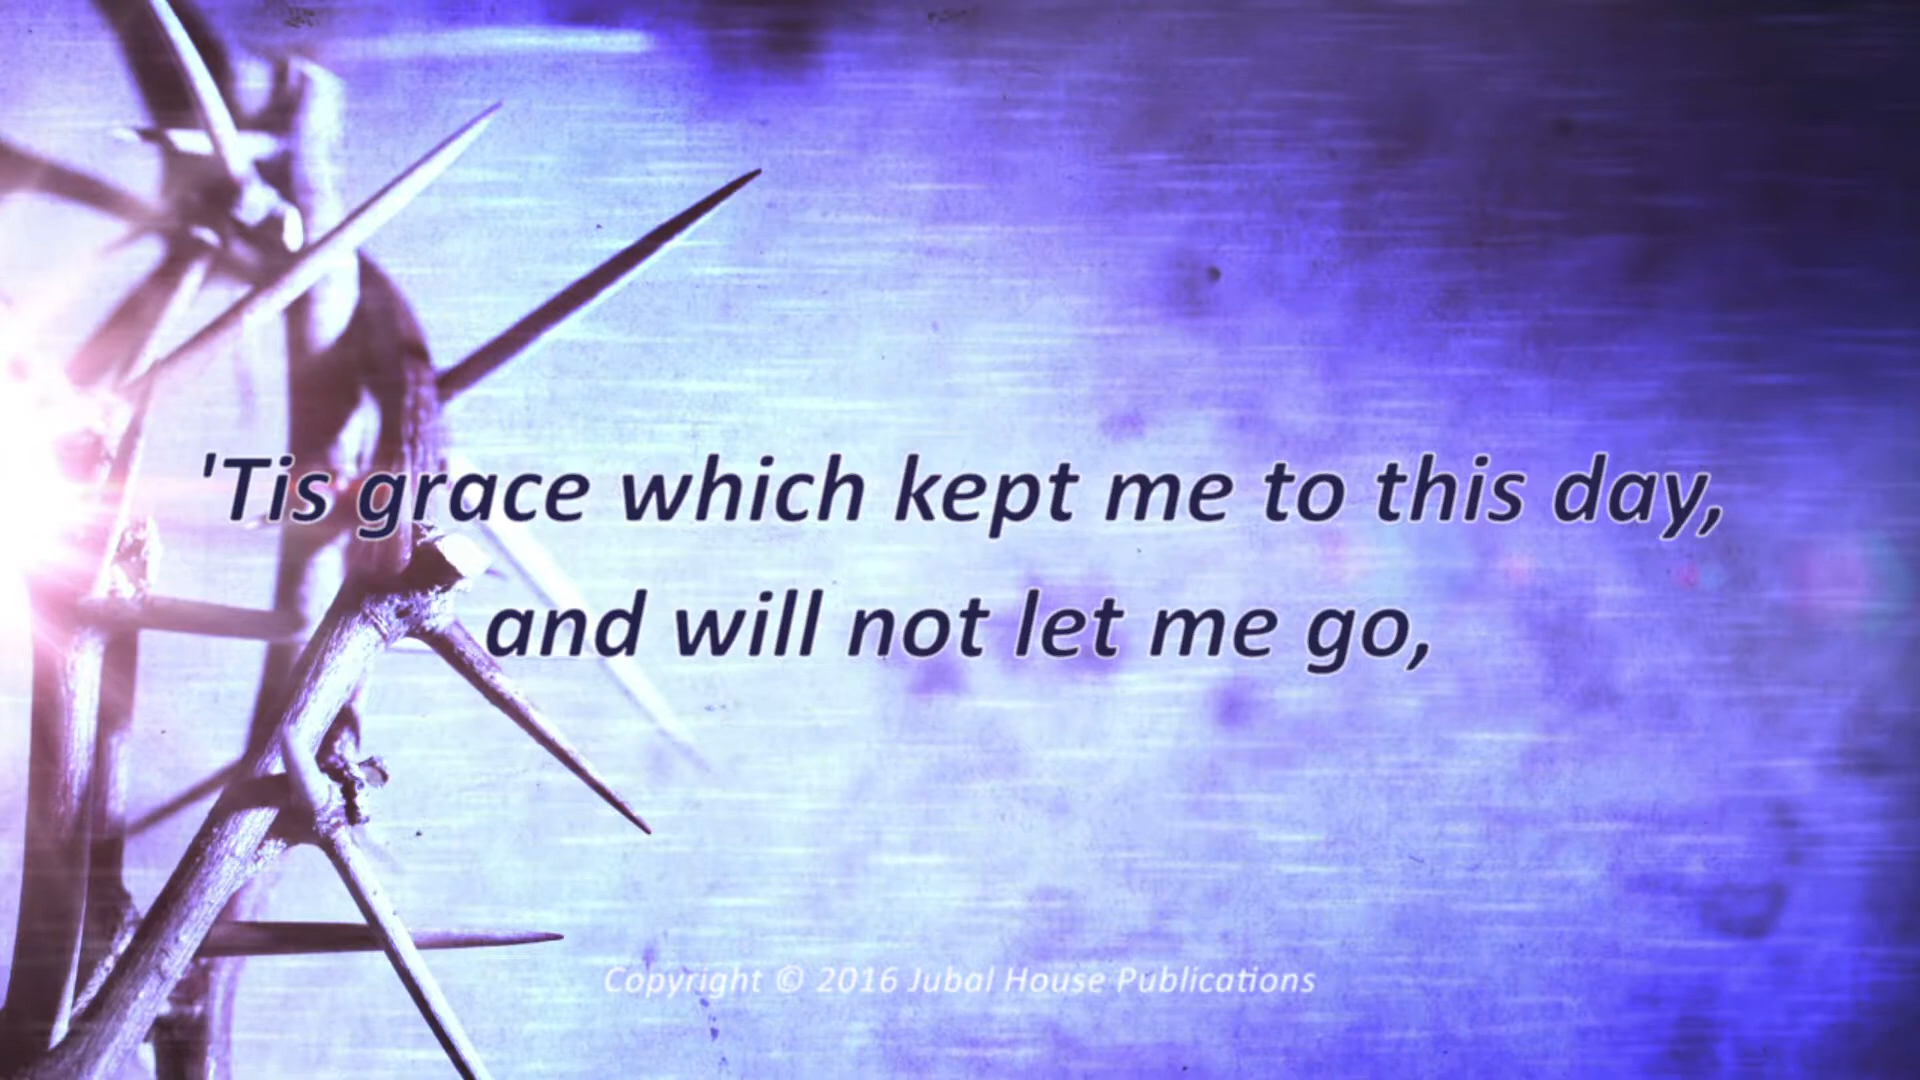 'Tis grace which kept me to this day,
and will not let me go,
Copyright © 2016 Jubal House Publications